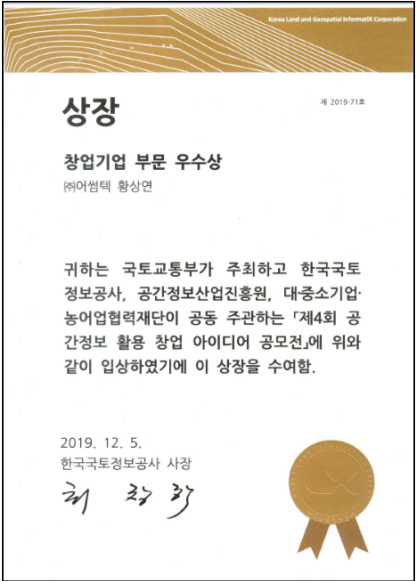 Korea Land and Geospatial InformatiX Corporation
상장
제 2019-71호
창업기업 부문 우수상
㈜어썸텍 황상연
귀하는 국토교통부가 주최하고 한국국토
정보공사, 공간정보산업진흥원, 대·중소기업·
농어업협력재단이 공동 주관하는 「제4회 공
간정보 활용 창업 아이디어 공모전」에 위와
같이 입상하였기에 이 상장을 수여함.
2019. 12. 5.
한국국토정보공사 사장